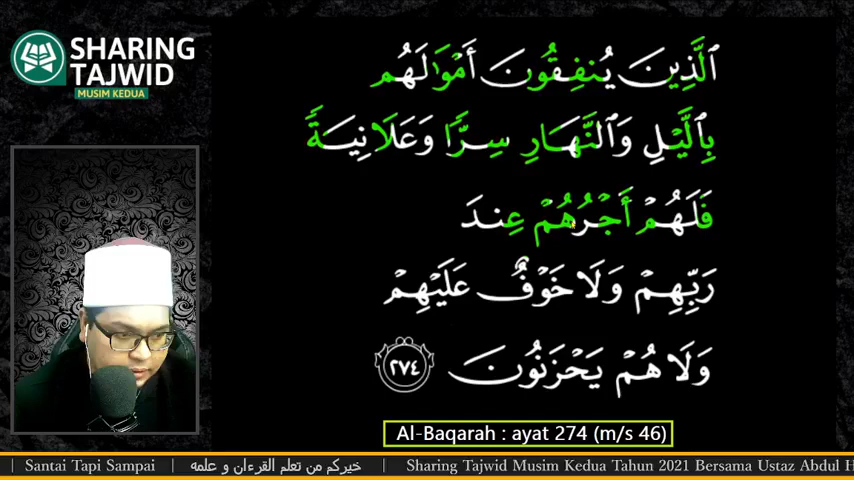 SHARING
TAJWID
MUSIM KEDUA
ٱلَّذِينَ يُنفِقُونَ أَمْوَٰلَهُم
بِٱلَّيْلِ وَٱلنَّهَارِ سِرًّا وَعَلَانِيَةً
فَلَهُمْ أَجْرُهُمْ عِندَ
رَبِّهِمْ وَلَا خَوْفٌ عَلَيْهِمْ
وَلَا هُمْ يَحْزَنُونَ ٢٧٤
Al-Baqarah : ayat 274 (m/s 46)
| Santai Tapi Sampai | خيركم من تعلم القرءان و علمه | Sharing Tajwid Musim Kedua Tahun 2021 Bersama Ustaz Abdul H